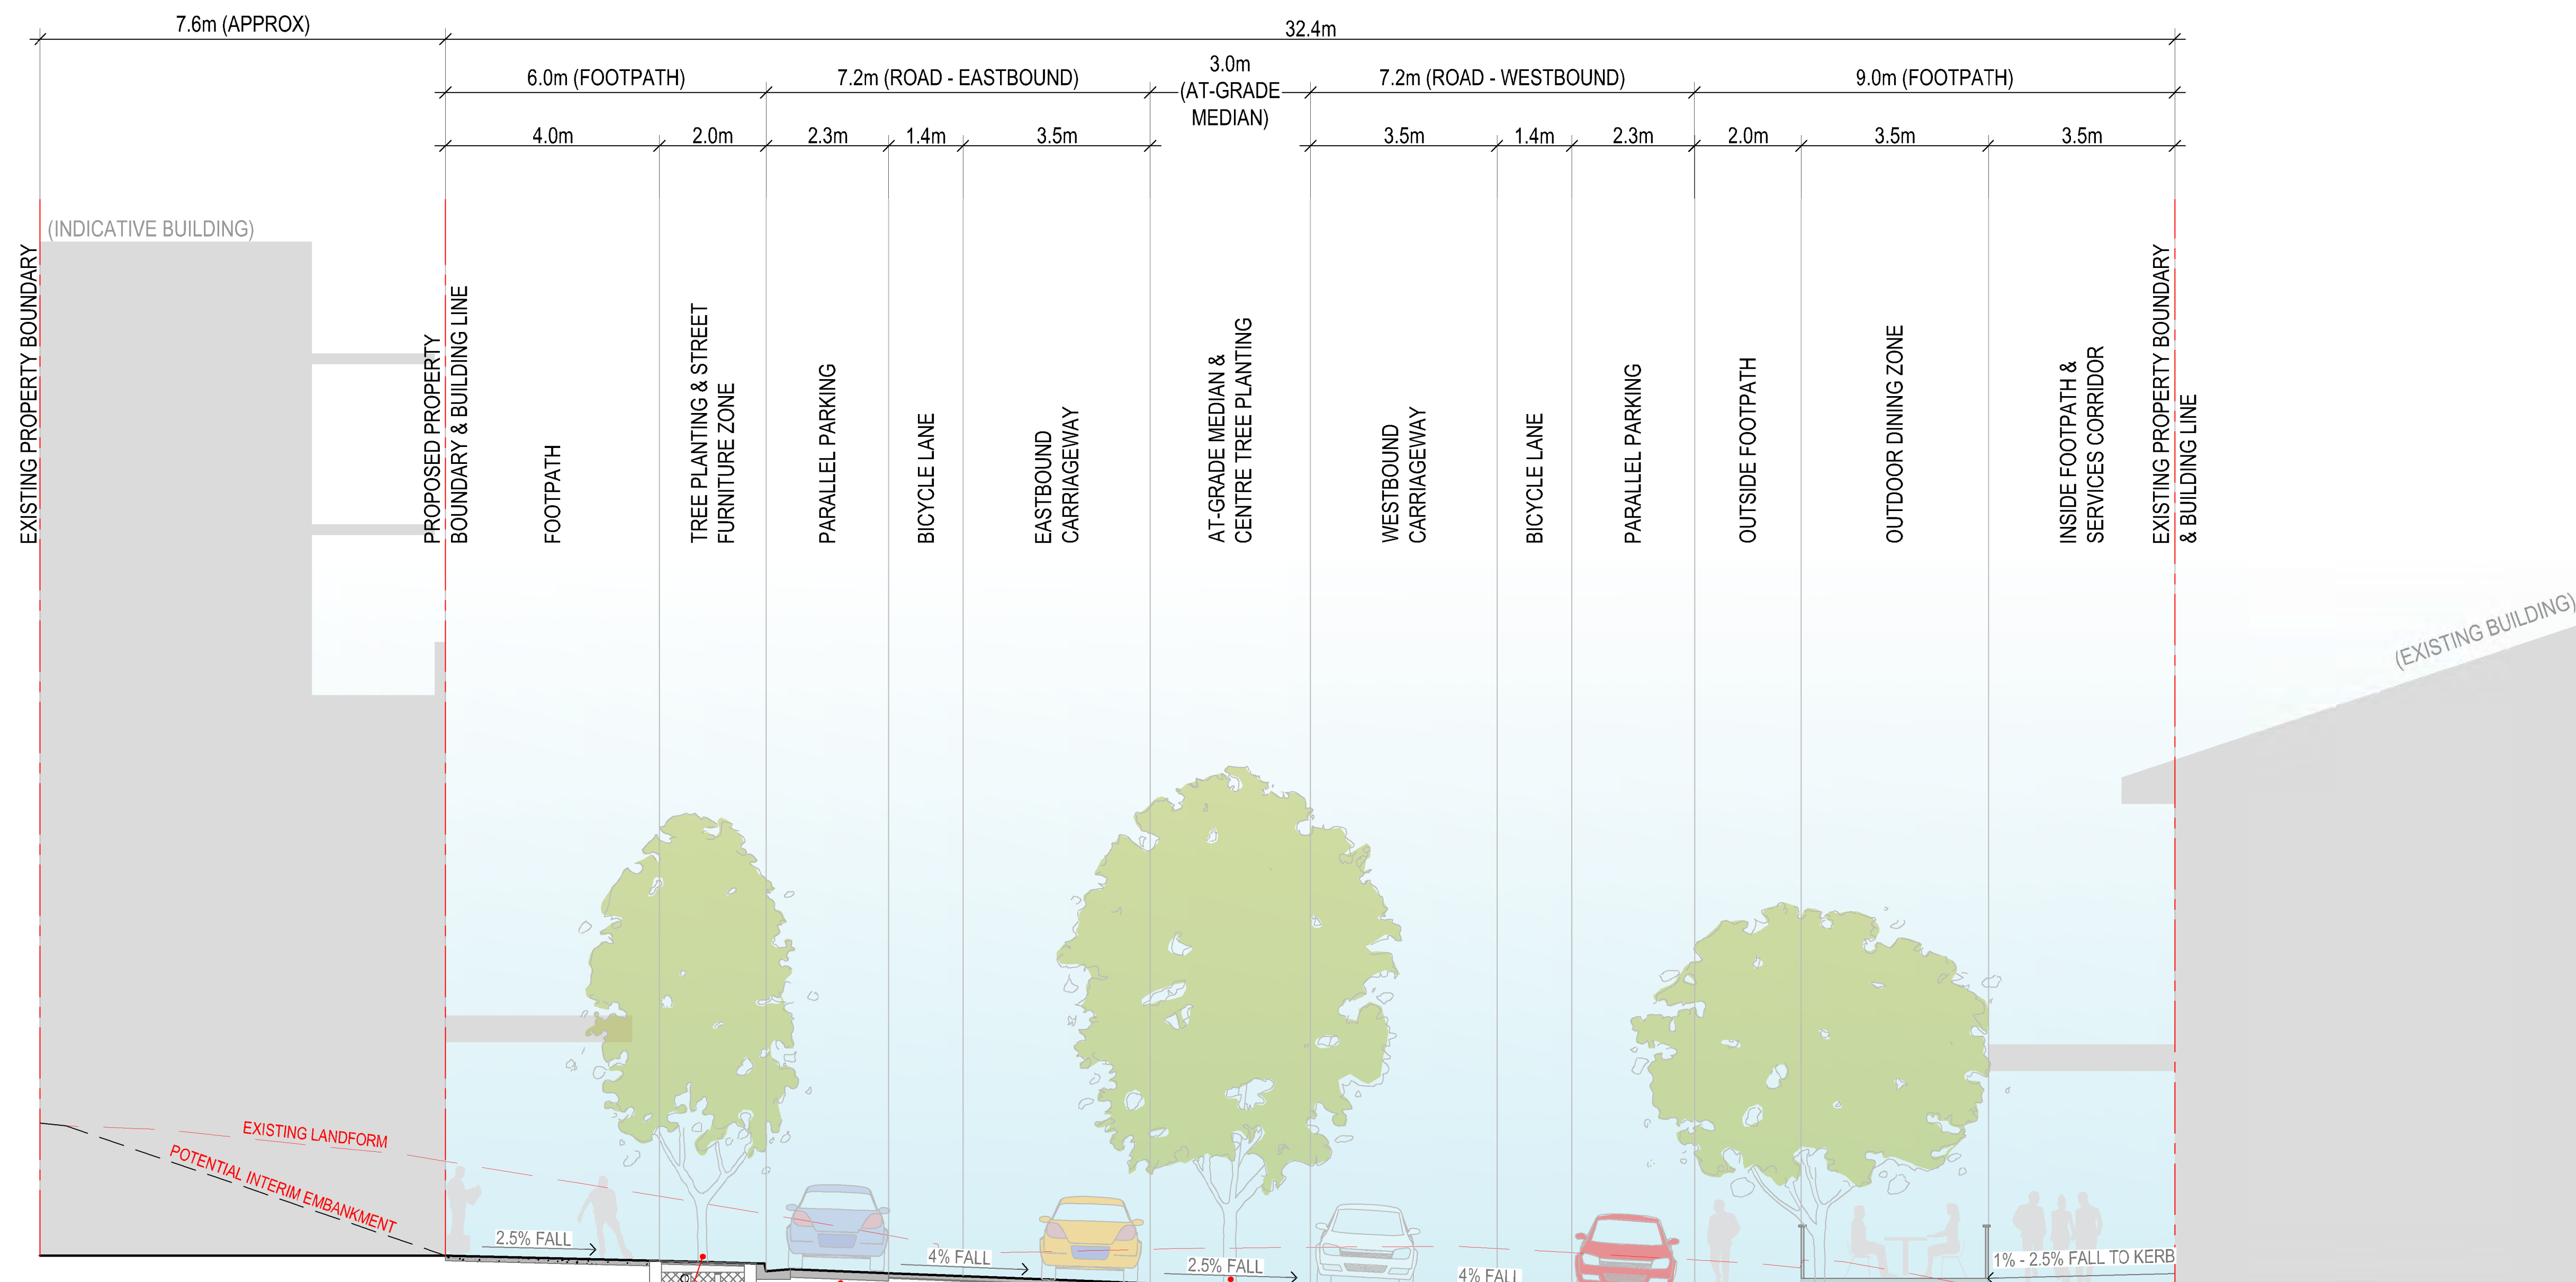 7.6m (APPROX)
32.4m
6.0m (FOOTPATH)
7.2m (ROAD - EASTBOUND)
3.0m
(AT-GRADE
MEDIAN)
7.2m (ROAD - WESTBOUND)
9.0m (FOOTPATH)
4.0m
2.0m
2.3m
1.4m
3.5m
3.5m
1.4m
2.3m
2.0m
3.5m
3.5m
(INDICATIVE BUILDING)
EXISTING PROPERTY BOUNDARY
PROPOSED PROPERTY
BOUNDARY & BUILDING LINE
FOOTPATH
TREE PLANTING & STREET
FURNITURE ZONE
PARALLEL PARKING
BICYCLE LANE
EASTBOUND
CARRIAGEWAY
AT-GRADE MEDIAN &
CENTRE TREE PLANTING
WESTBOUND
CARRIAGEWAY
BICYCLE LANE
PARALLEL PARKING
OUTSIDE FOOTPATH
OUTDOOR DINING ZONE
INSIDE FOOTPATH &
SERVICES CORRIDOR
EXISTING PROPERTY BOUNDARY
& BUILDING LINE
(EXISTING BUILDING)
EXISTING LANDFORM
POTENTIAL INTERIM EMBANKMENT
2.5% FALL
4% FALL
2.5% FALL
4% FALL
1% - 2.5% FALL TO KERB